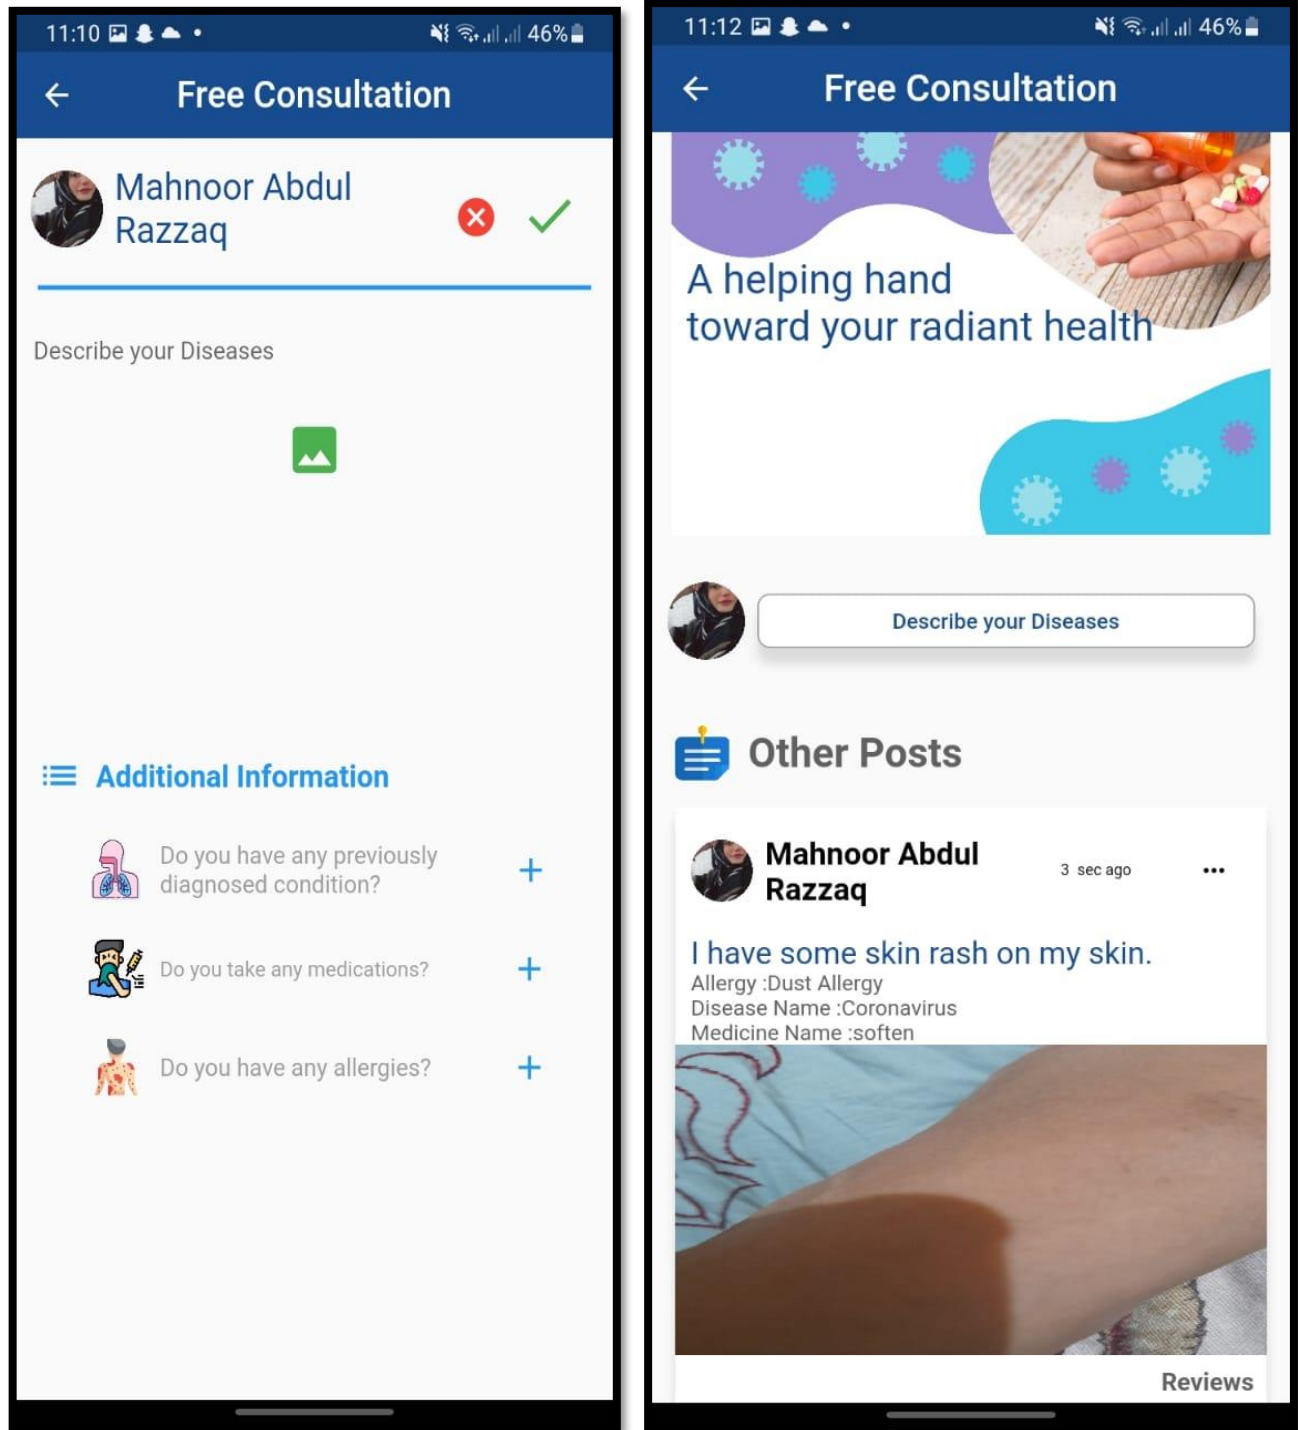 11:10
46%
Free Consultation
Mahnoor Abdul
Razzaq
Describe your Diseases
Additional Information
Do you have any previously
diagnosed condition?
Do you take any medications?
Do you have any allergies?
11:12
46%
Free Consultation
A helping hand
toward your radiant health
Describe your Diseases
Other Posts
Mahnoor Abdul
Razzaq
3 sec ago
I have some skin rash on my skin.
Allergy :Dust Allergy
Disease Name :Coronavirus
Medicine Name :soften
Reviews